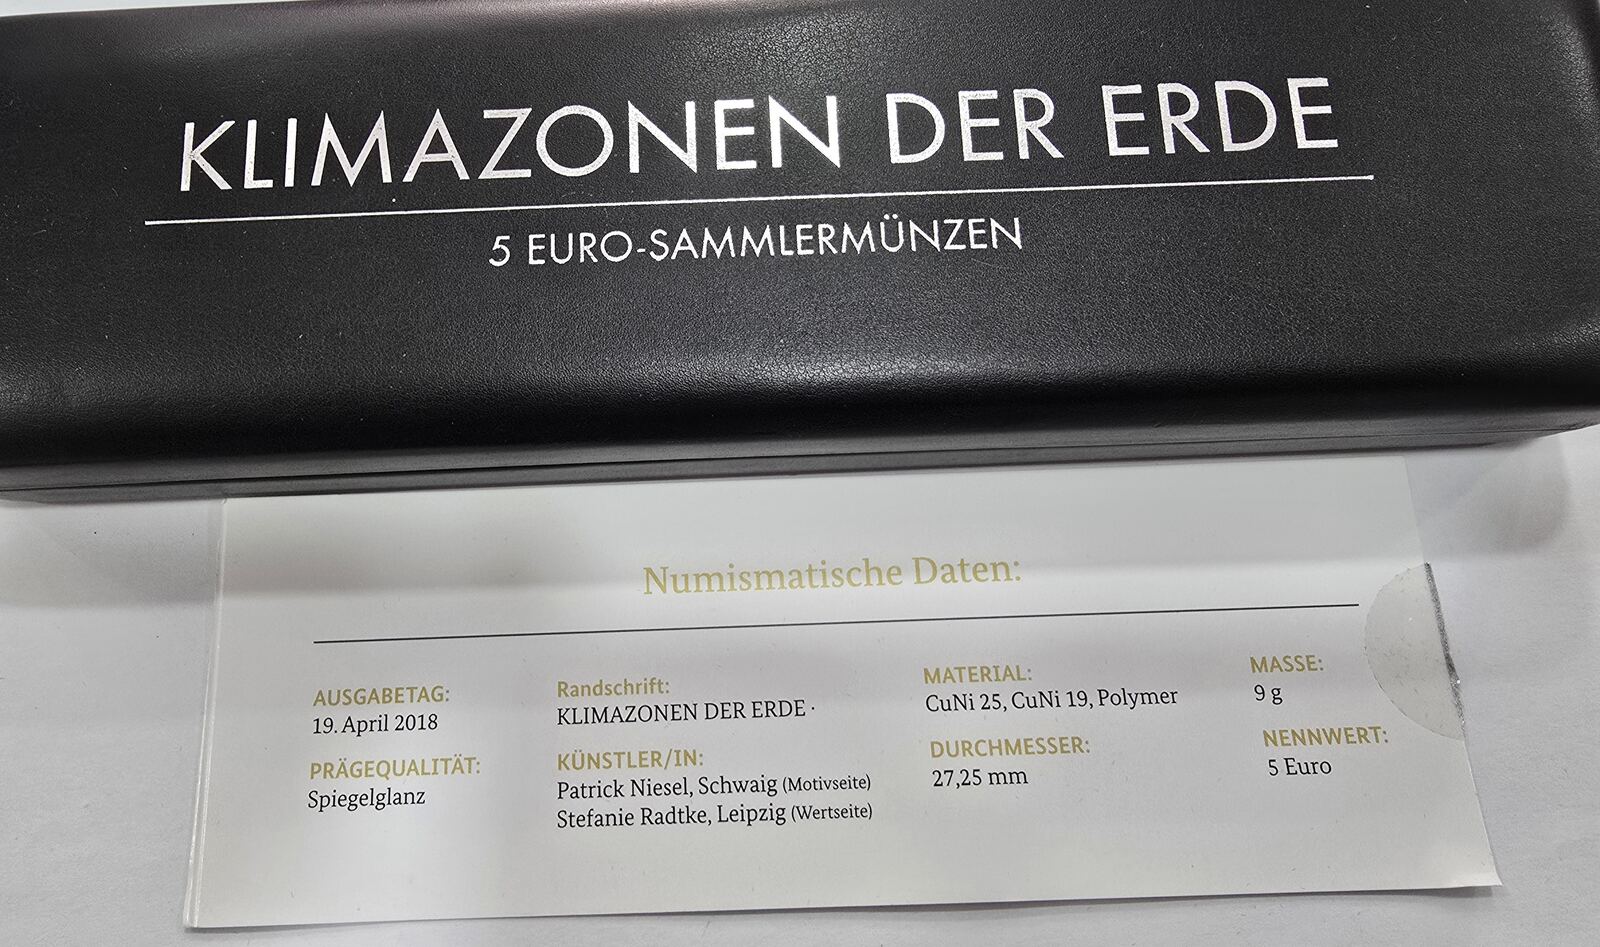 KLIMAZONEN DER ERDE
5 EURO-SAMMLERMÜNZEN
Numismatische Daten:
AUSGABETAG:
19. April 2018
PRÄGEQUALITÄT:
Spiegelglanz
Randschrift:
KLIMAZONEN DER ERDE ·
KÜNSTLER/IN:
Patrick Niesel, Schwaig (Motivseite)
Stefanie Radtke, Leipzig (Wertseite)
MATERIAL:
CuNi 25, CuNi 19, Polymer
DURCHMESSER:
27,25 mm
MASSE:
9 g
NENNWERT:
5 Euro